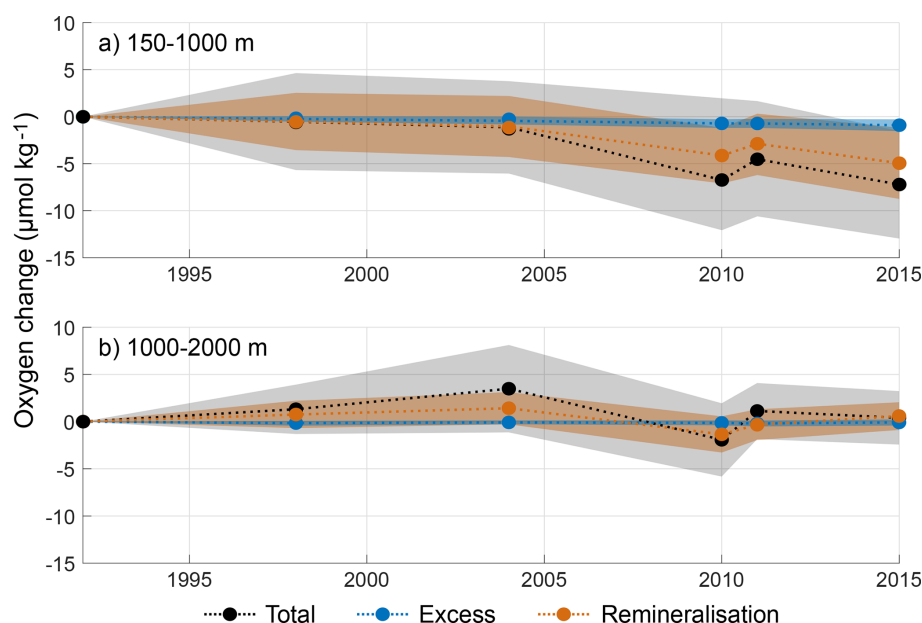 10
a) 150-1000 m
5
0
-5
-10
-15
1995 2000 2005 2010 2015
Oxygen change (µmol kg-1)
10
b) 1000-2000 m
5
0
-5
-10
-15
1995 2000 2005 2010 2015
Total Excess Remineralisation